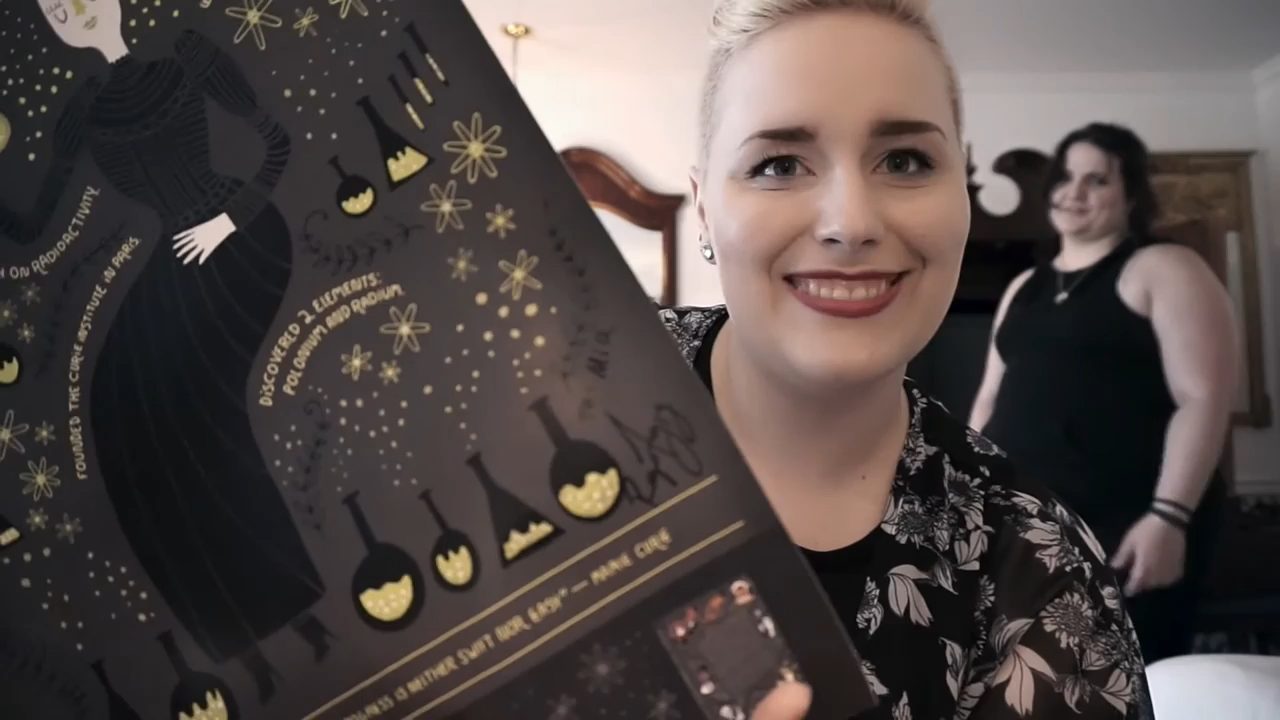 ON RADIOACTIVITY.
FOUNDED THE CURIE INSTITUTE IN PARIS.
DISCOVERED 2 ELEMENTS:
POLONIUM AND RADIUM.
Mia
IS NEITHER SWIFT NOR EASY" — MARIE CURIE